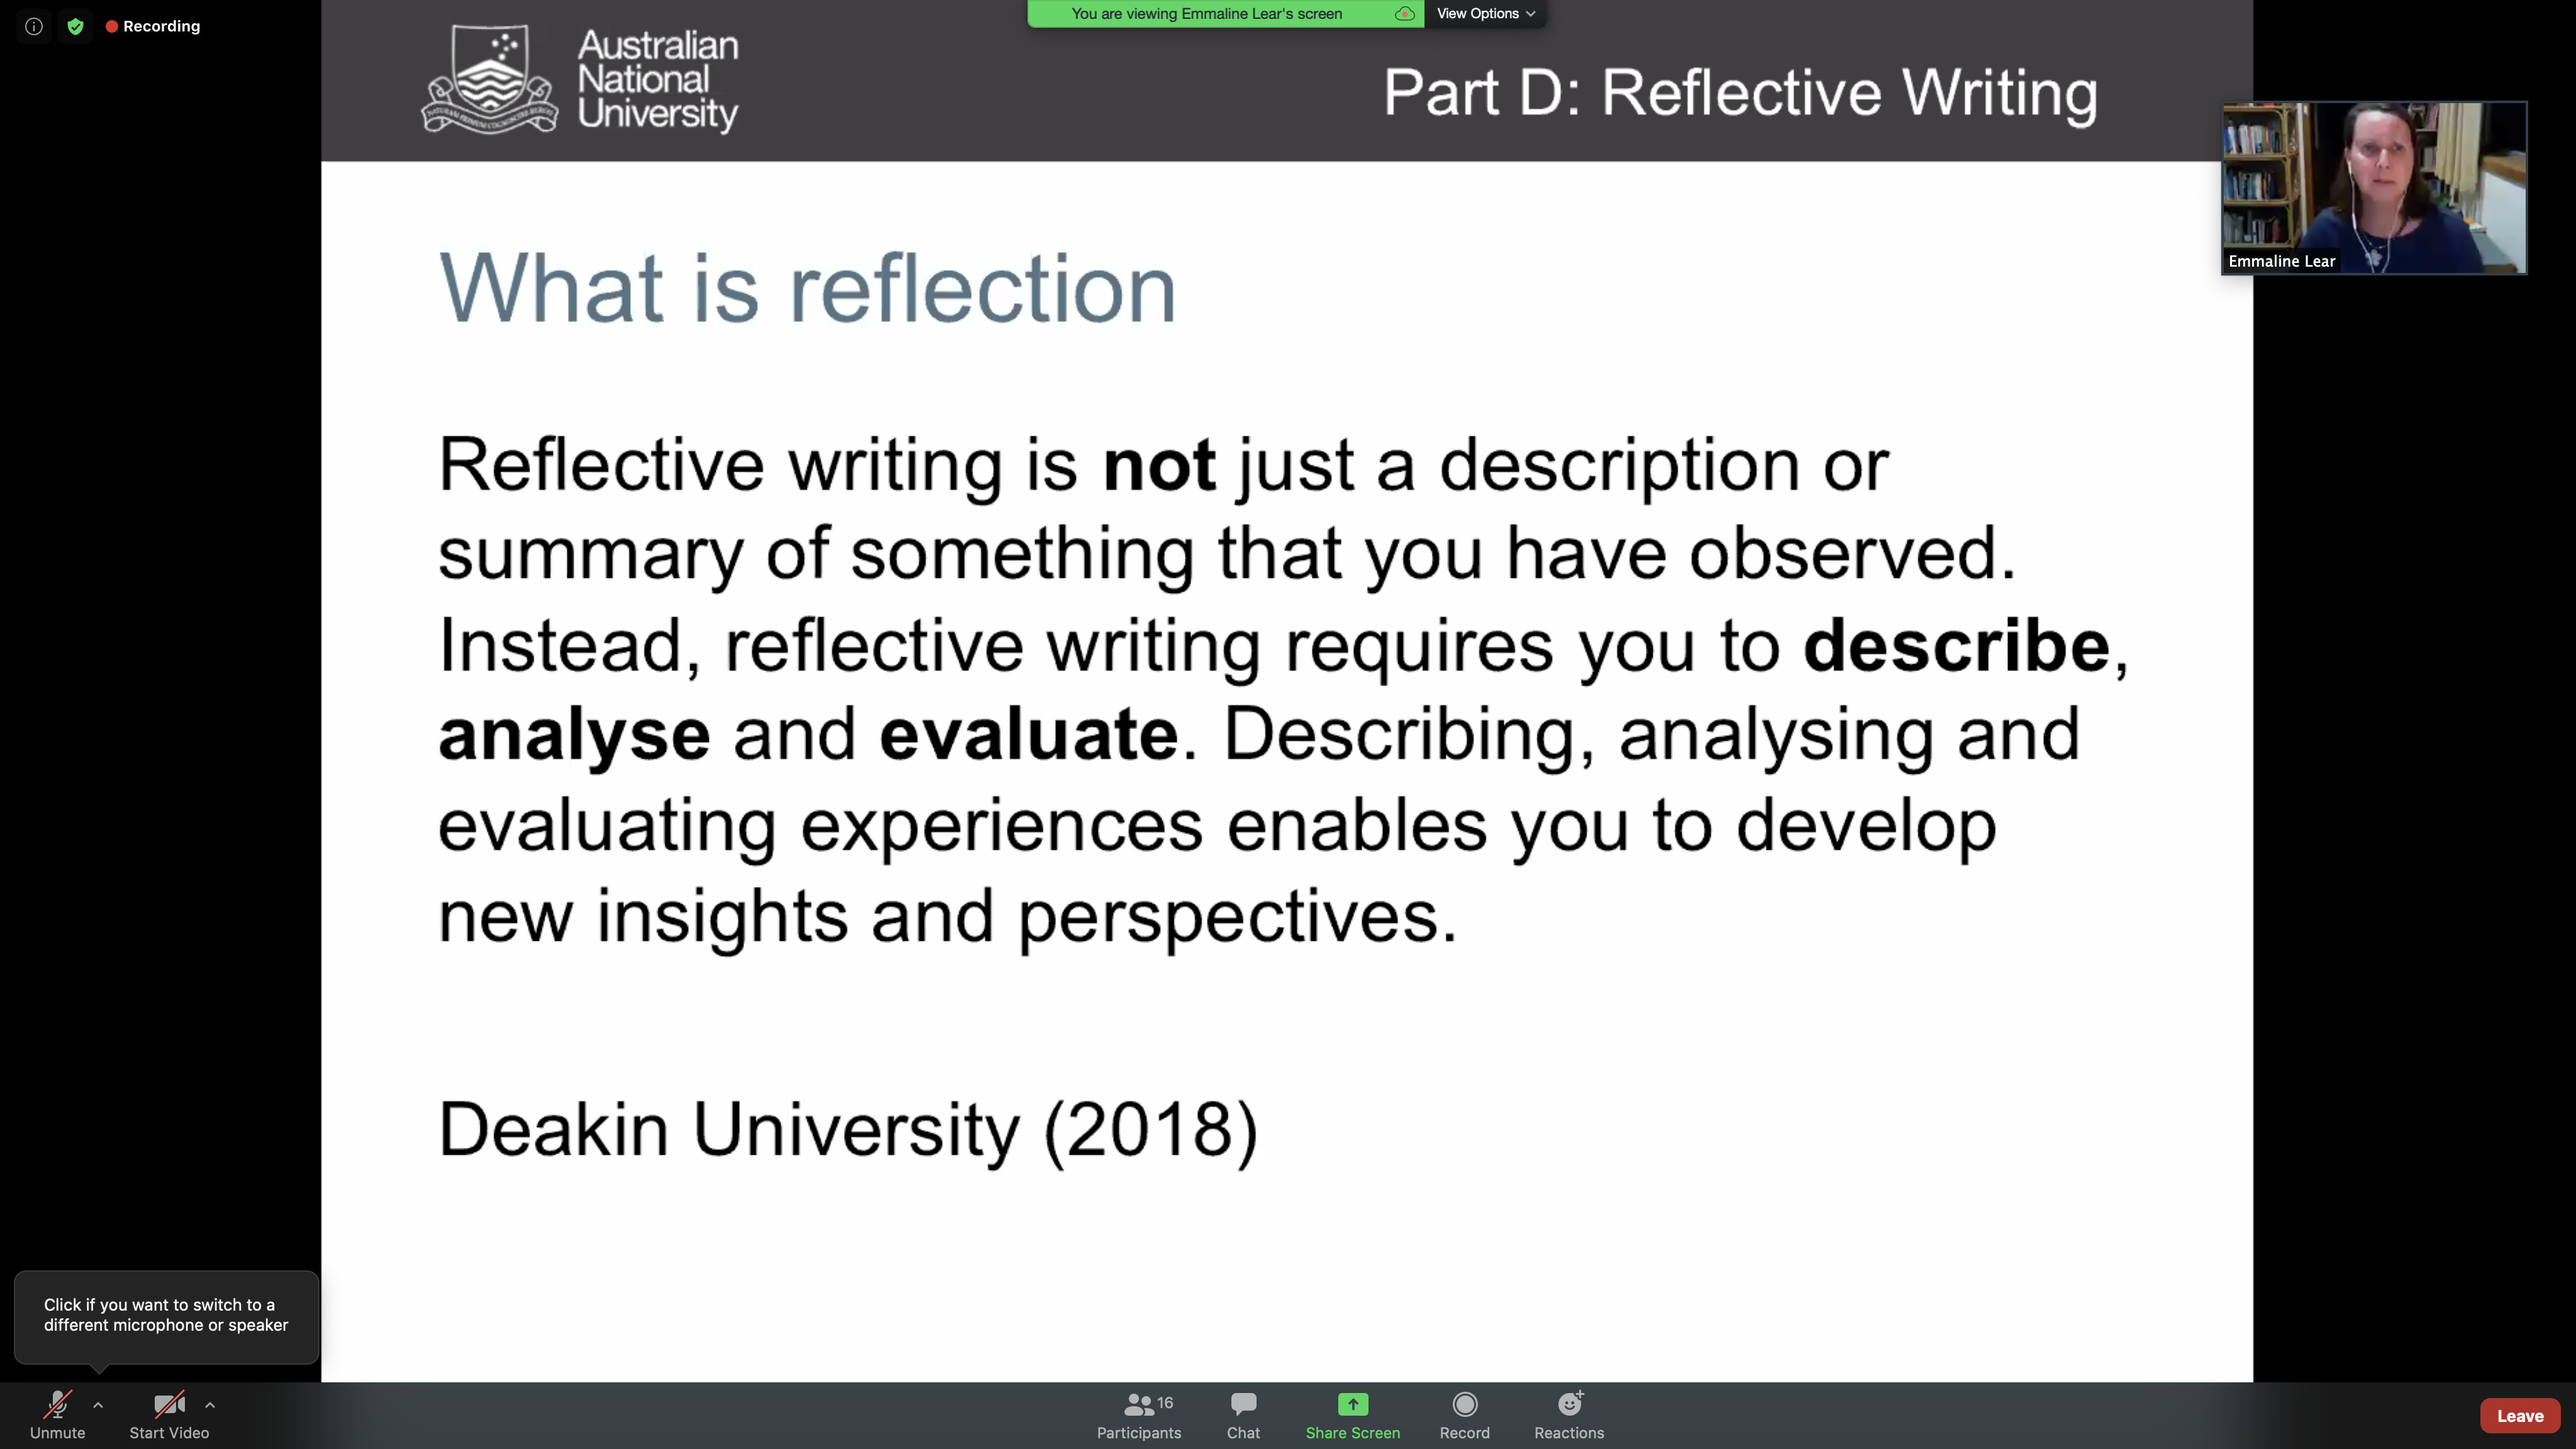 Recording
You are viewing Emmaline Lear's screen
View Options
Australian
National
University
Part D: Reflective Writing
Emmaline Lear
What is reflection
Reflective writing is not just a description or
summary of something that you have observed.
Instead, reflective writing requires you to describe,
analyse and evaluate. Describing, analysing and
evaluating experiences enables you to develop
new insights and perspectives.
Deakin University (2018)
Click if you want to switch to a
different microphone or speaker
Unmute
Start Video
16
Participants
Chat
Share Screen
Record
Reactions
Leave